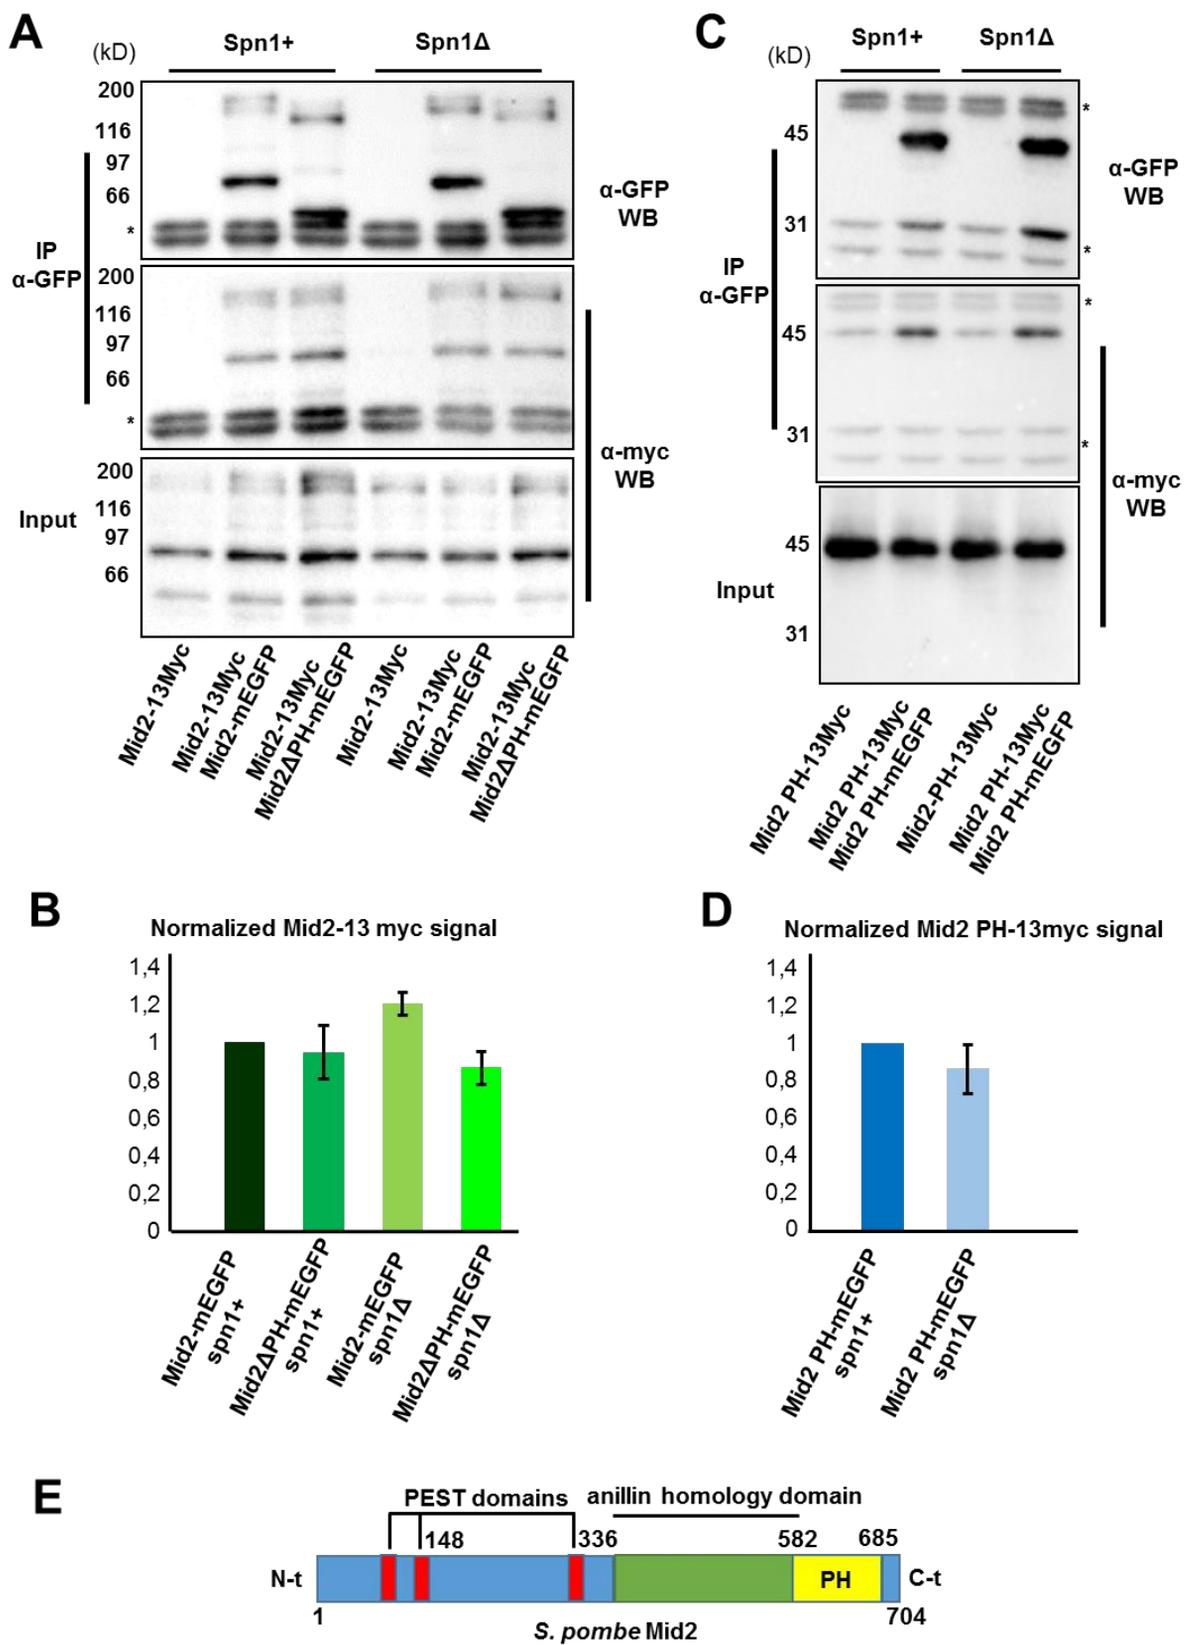 A
(kD)
Spn1+
Spn1Δ
200
116
97
66
*
IP
α-GFP
α-GFP
WB
200
116
97
66
*
Input
200
116
97
66
α-myc
WB
Mid2-13Myc
Mid2-13Myc
Mid2-mEGFP
Mid2-13Myc
Mid2ΔPH-mEGFP
Mid2-13Myc
Mid2-13Myc
Mid2-mEGFP
Mid2-13Myc
Mid2ΔPH-mEGFP
C
(kD)
Spn1+
Spn1Δ
45
31
*
*
α-GFP
WB
IP
α-GFP
45
31
*
*
α-myc
WB
Input
45
31
Mid2 PH-13Myc
Mid2 PH-13Myc
Mid2 PH-mEGFP
Mid2-PH-13Myc
Mid2 PH-13Myc
Mid2 PH-mEGFP
B
Normalized Mid2-13 myc signal
1,4
1,2
1
0,8
0,6
0,4
0,2
0
Mid2-mEGFP
spn1+
Mid2ΔPH-mEGFP
spn1+
Mid2-mEGFP
spn1Δ
Mid2ΔPH-mEGFP
spn1Δ
D
Normalized Mid2 PH-13myc signal
1,4
1,2
1
0,8
0,6
0,4
0,2
0
Mid2 PH-mEGFP
spn1+
Mid2 PH-mEGFP
spn1Δ
E
PEST domains
anillin homology domain
148
336
582
685
N-t
PH
C-t
1
704
S. pombe Mid2